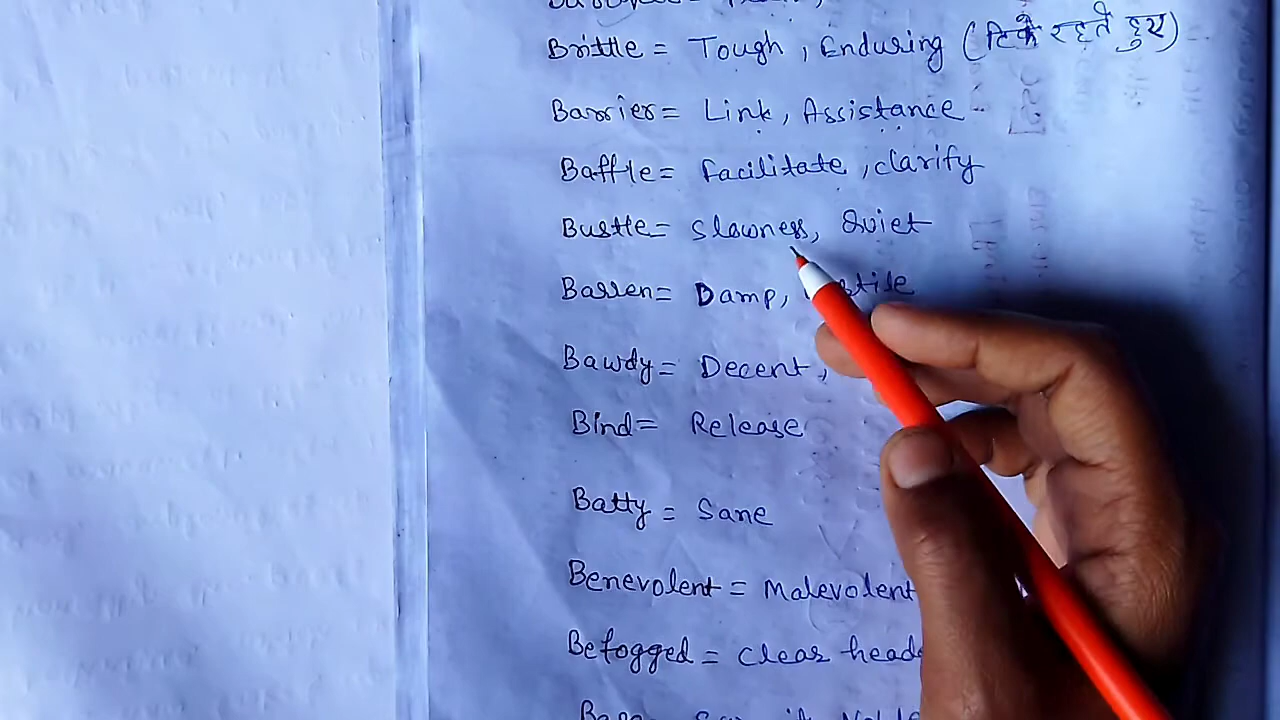 Brittle = Tough, Enduring (टिके रहते हुए)
Barrier = Link, Assistance
Baffle = Facilitate, clarify
Bustle = Slowness, Quiet
Barren = Damp,
Bawdy = Decent,
Bind = Release
Batty = Sane
Benevolent = Malevolent
Befogged = Clear